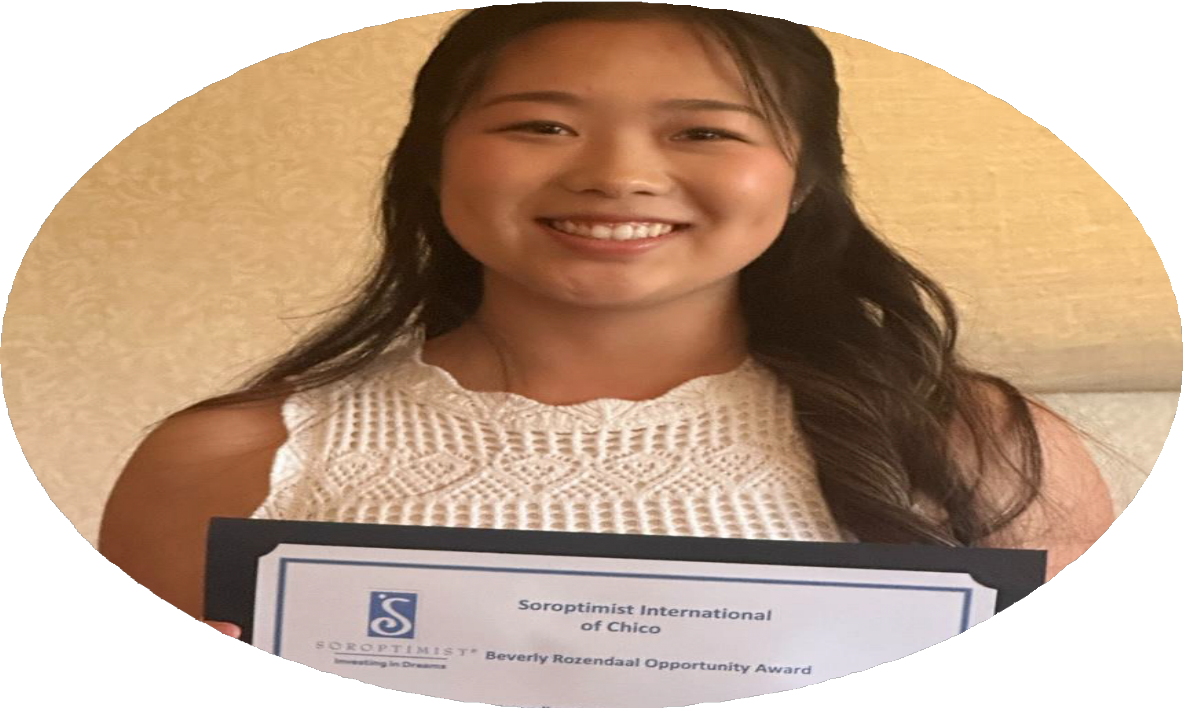 Soroptimist International
of Chico
SOROPTIMIST®
Investing in Dreams
Beverly Rozendaal Opportunity Award